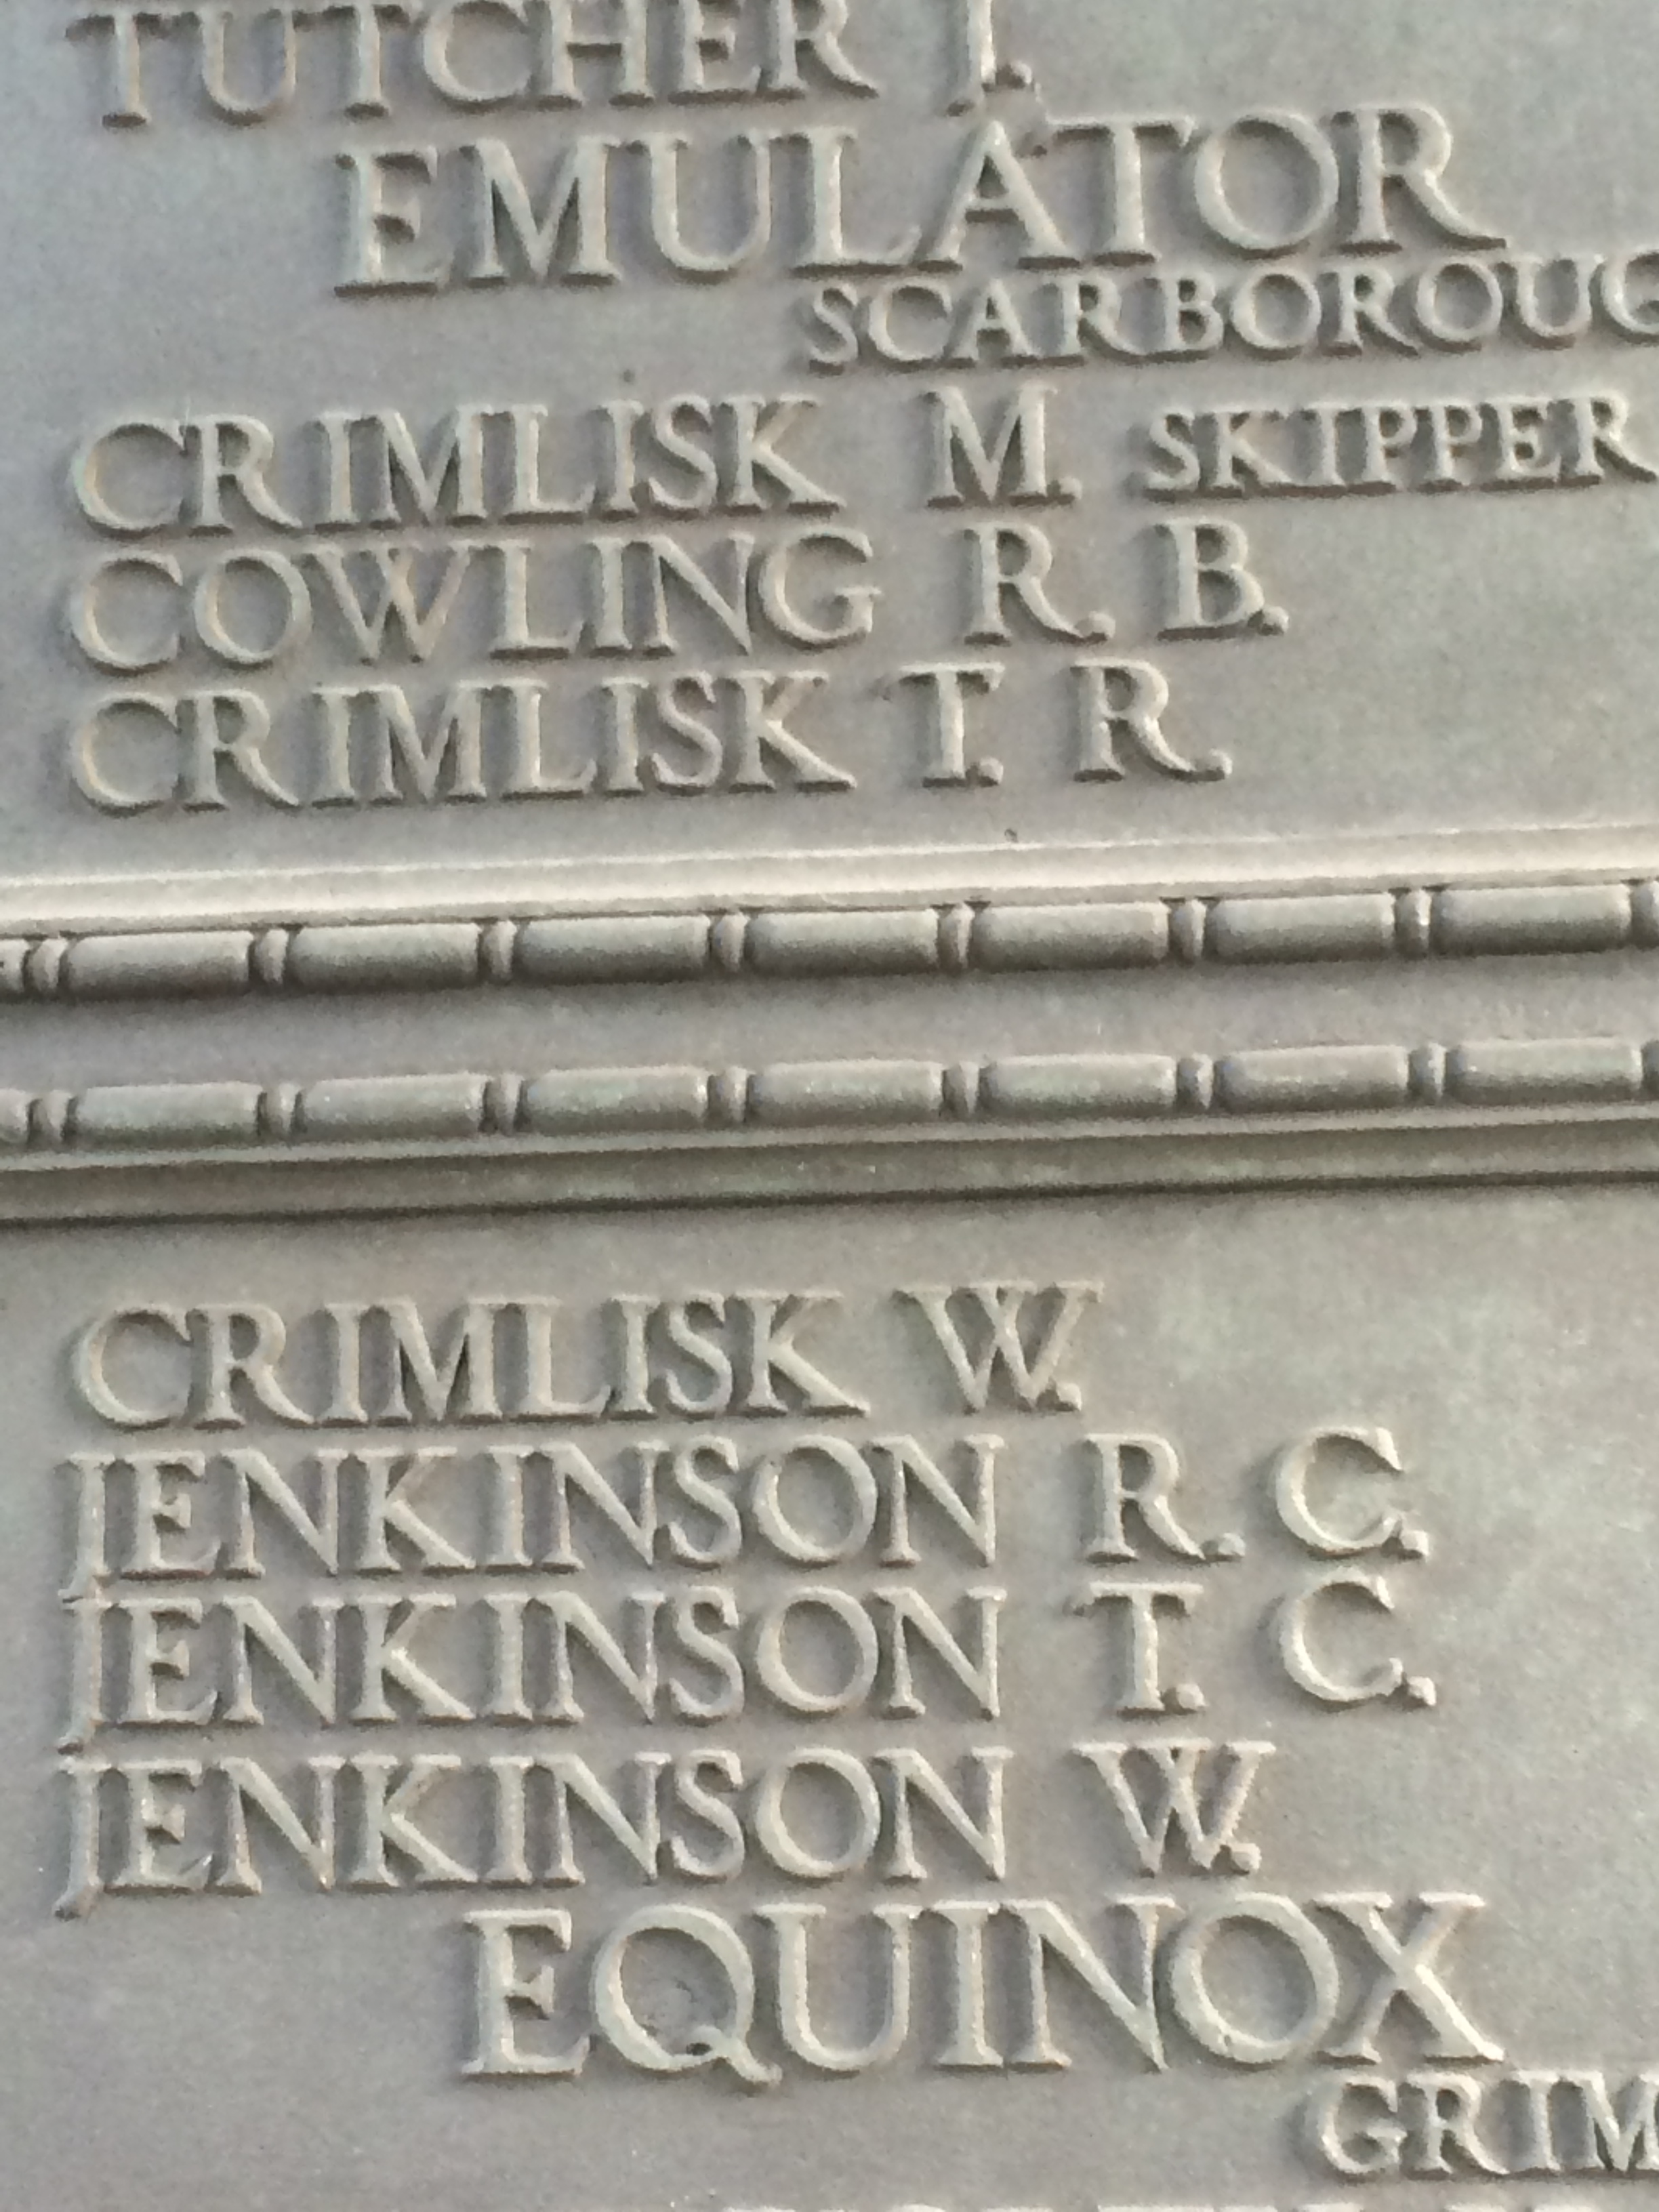 TUTCHER J.
EMULATOR
SCARBOROUG
CRIMLISK M. SKIPPER
COWLING R. B.
CRIMLISK T. R.
CRIMLISK W.
JENKINSON R. C.
JENKINSON T. C.
JENKINSON W.
EQUINOX
GRIM